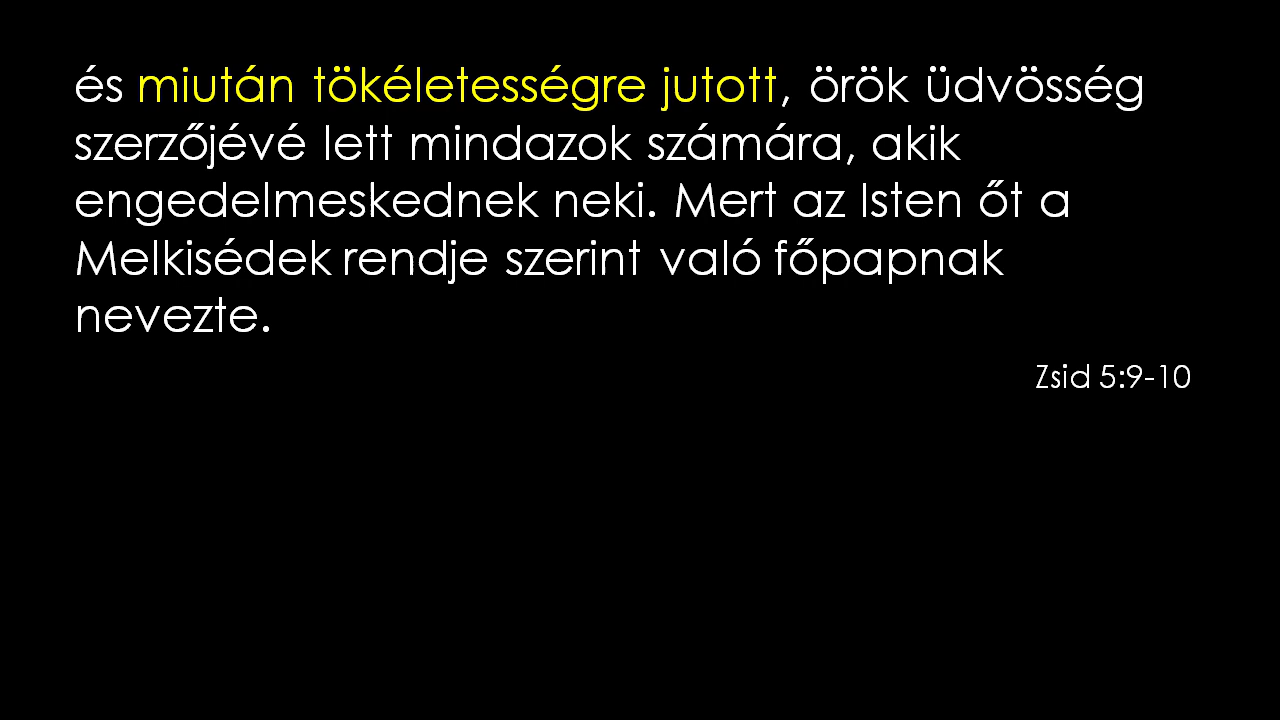 és miután tökéletességre jutott, örök üdvösség
szerzőjévé lett mindazok számára, akik
engedelmeskednek neki. Mert az Isten őt a
Melkisédek rendje szerint való főpapnak
nevezte.
Zsid 5:9-10